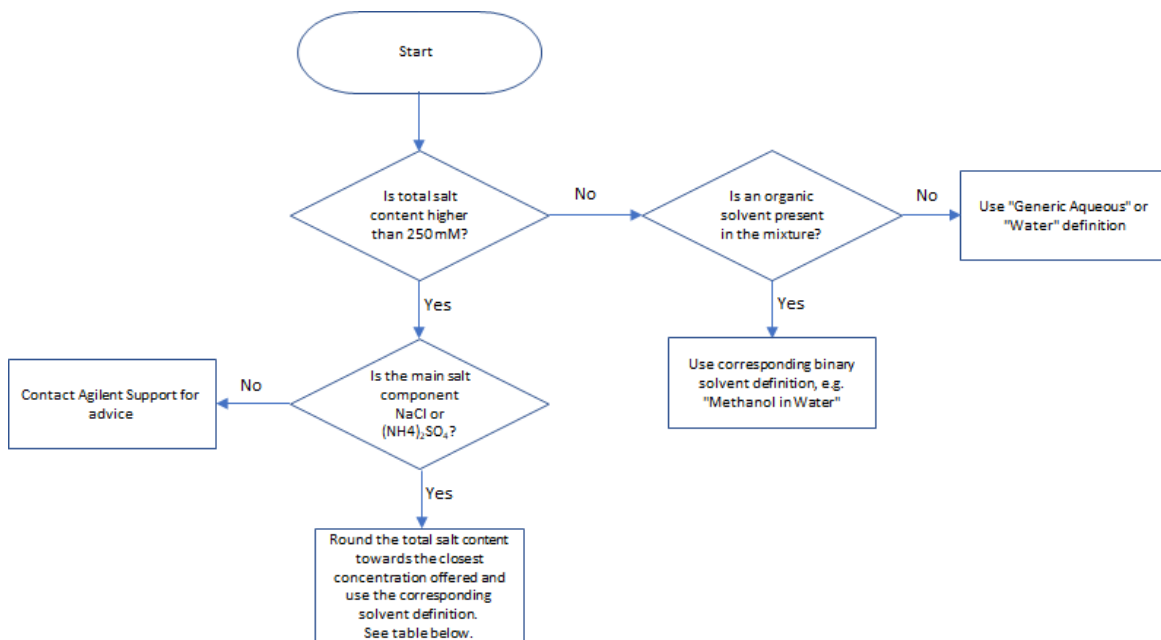 Start
Is total salt
content higher
than 250 mM?
No
Is an organic
solvent present
in the mixture?
No
Use "Generic Aqueous" or
"Water" definition
Yes
Yes
Contact Agilent Support for
advice
No
Is the main salt
component
NaCl or
(NH4)₂SO₄?
Use corresponding binary
solvent definition, e.g.
"Methanol in Water"
Yes
Round the total salt content
towards the closest
concentration offered and
use the corresponding
solvent definition.
See table below.